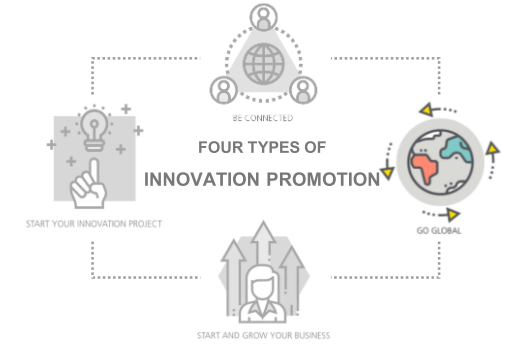 BE CONNECTED
FOUR TYPES OF
INNOVATION PROMOTION
START YOUR INNOVATION PROJECT
GO GLOBAL
START AND GROW YOUR BUSINESS